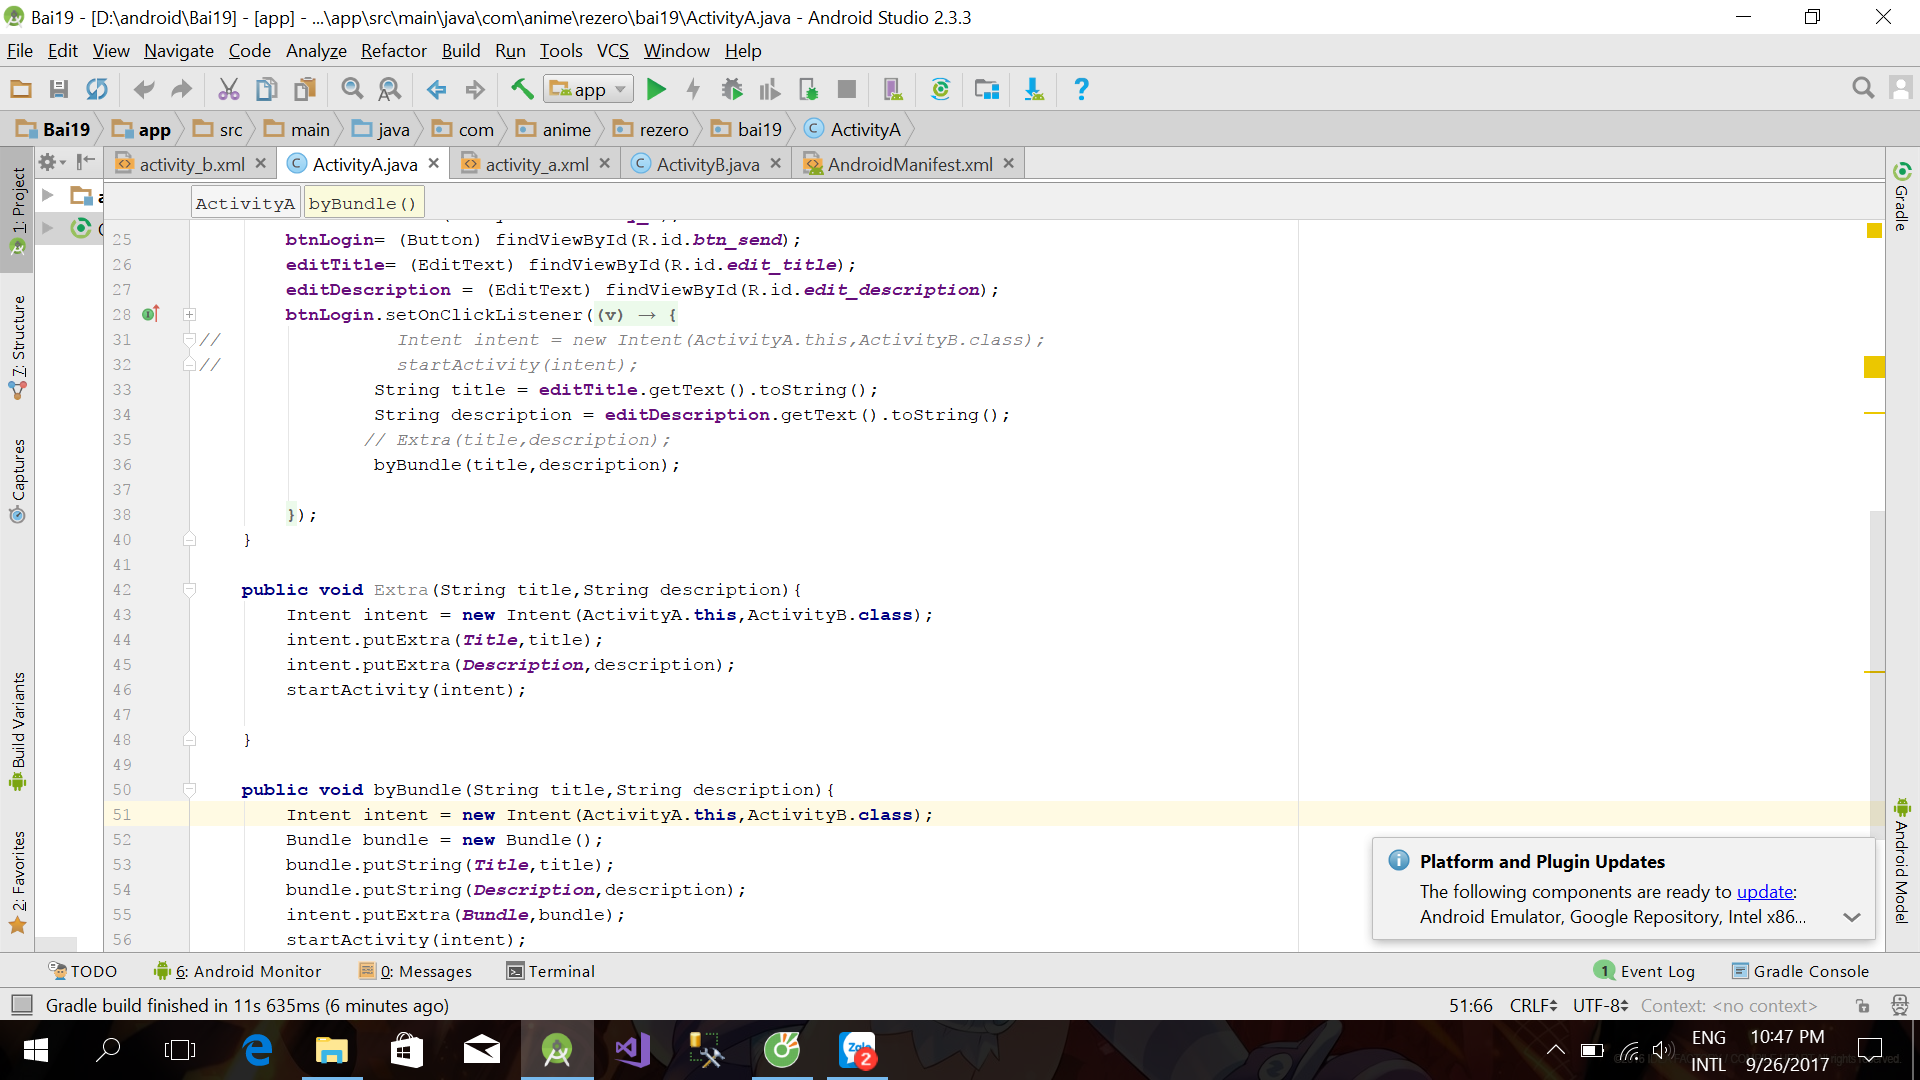 Bai19 - [D:\android\Bai19] - [app] - ...\app\src\main\java\com\anime\rezero\bai19\ActivityA.java - Android Studio 2.3.3
File Edit View Navigate Code Analyze Refactor Build Run Tools VCS Window Help
app
Bai19 app src main java com anime rezero bai19 ActivityA
activity_b.xml ActivityA.java activity_a.xml ActivityB.java AndroidManifest.xml
ActivityA byBundle()
1: Project
7: Structure
Captures
Build Variants
2: Favorites
Gradle
Android Model
25 btnLogin= (Button) findViewById(R.id.btn_send);
26 editTitle= (EditText) findViewById(R.id.edit_title);
27 editDescription = (EditText) findViewById(R.id.edit_description);
28 btnLogin.setOnClickListener((v) → {
31 // Intent intent = new Intent(ActivityA.this,ActivityB.class);
32 // startActivity(intent);
33 String title = editTitle.getText().toString();
34 String description = editDescription.getText().toString();
35 // Extra(title,description);
36 byBundle(title,description);
37
38 });
40 }
41
42 public void Extra(String title,String description){
43 Intent intent = new Intent(ActivityA.this,ActivityB.class);
44 intent.putExtra(Title,title);
45 intent.putExtra(Description,description);
46 startActivity(intent);
47
48 }
49
50 public void byBundle(String title,String description){
51 Intent intent = new Intent(ActivityA.this,ActivityB.class);
52 Bundle bundle = new Bundle();
53 bundle.putString(Title,title);
54 bundle.putString(Description,description);
55 intent.putExtra(Bundle,bundle);
56 startActivity(intent);
Platform and Plugin Updates
The following components are ready to update:
Android Emulator, Google Repository, Intel x86...
TODO 6: Android Monitor 0: Messages Terminal 1 Event Log Gradle Console
Gradle build finished in 11s 635ms (6 minutes ago) 51:66 CRLF UTF-8 Context: <no context>
Zalo 2
ENG 10:47 PM
INTL 9/26/2017